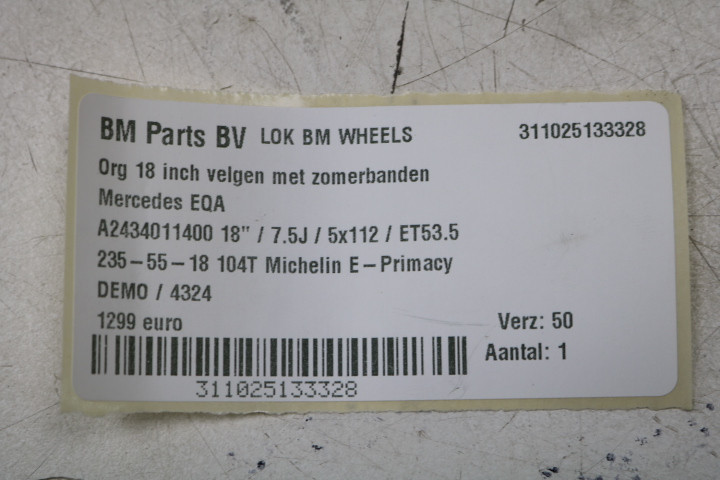 BM Parts BV LOK BM WHEELS 311025133328
Org 18 inch velgen met zomerbanden
Mercedes EQA
A2434011400 18" / 7.5J / 5x112 / ET53.5
235-55-18 104T Michelin E-Primacy
DEMO / 4324
1299 euro Verz: 50
Aantal: 1
311025133328